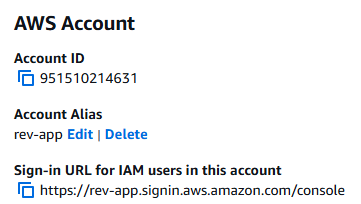 AWS Account
Account ID
951510214631
Account Alias
rev-app Edit | Delete
Sign-in URL for IAM users in this account
https://rev-app.signin.aws.amazon.com/console